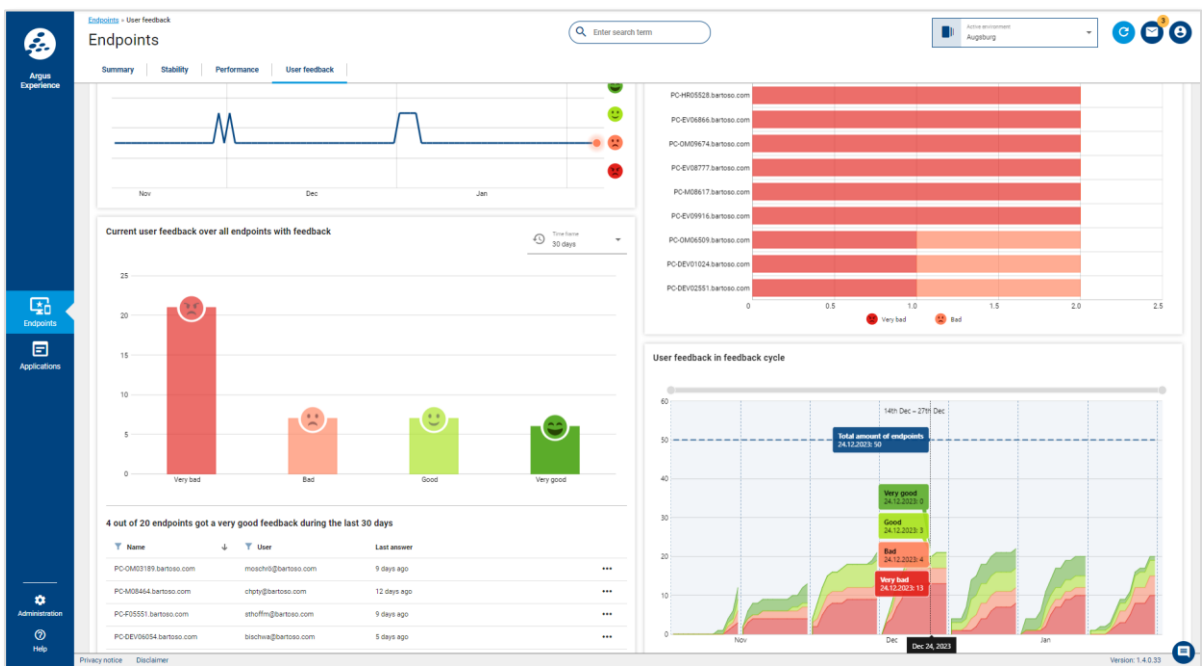 Argus
Experience
Endpoints
Applications
Administration
Help
Endpoints > User feedback
Endpoints
Enter search term
Active environment
Augsburg
3
Summary
Stability
Performance
User feedback
Nov Dec Jan
PC-HR05528.bartoso.com
PC-EV06866.bartoso.com
PC-OM09674.bartoso.com
PC-EV08777.bartoso.com
PC-M08617.bartoso.com
PC-EV09916.bartoso.com
PC-OM06509.bartoso.com
PC-DEV01024.bartoso.com
PC-DEV02551.bartoso.com
0 0.5 1.0 1.5 2.0 2.5
Very bad Bad
Current user feedback over all endpoints with feedback
Time frame
30 days
25
20
15
10
5
0
Very bad Bad Good Very good
4 out of 20 endpoints got a very good feedback during the last 30 days
Name User Last answer
PC-OM03189.bartoso.com moschrö@bartoso.com 9 days ago
PC-M08464.bartoso.com chpty@bartoso.com 12 days ago
PC-F05551.bartoso.com sthoffm@bartoso.com 9 days ago
PC-DEV06054.bartoso.com bischwa@bartoso.com 5 days ago
User feedback in feedback cycle
60
50
40
30
20
10
0
14th Dec – 27th Dec
Total amount of endpoints
24.12.2023: 50
Very good
24.12.2023: 0
Good
24.12.2023: 3
Bad
24.12.2023: 4
Very bad
24.12.2023: 13
Nov Dec Jan
Dec 24, 2023
Privacy notice Disclaimer
Version: 1.4.0.33